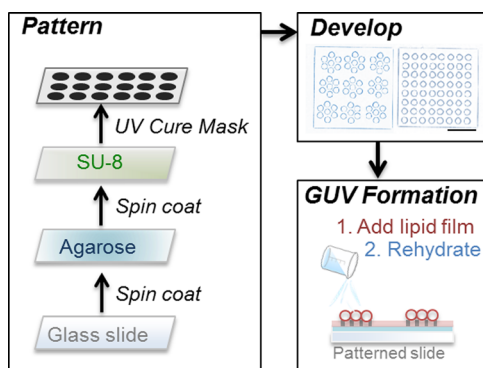 Pattern
UV Cure Mask
SU-8
Spin coat
Agarose
Spin coat
Glass slide
Develop
GUV Formation
1. Add lipid film
2. Rehydrate
Patterned slide